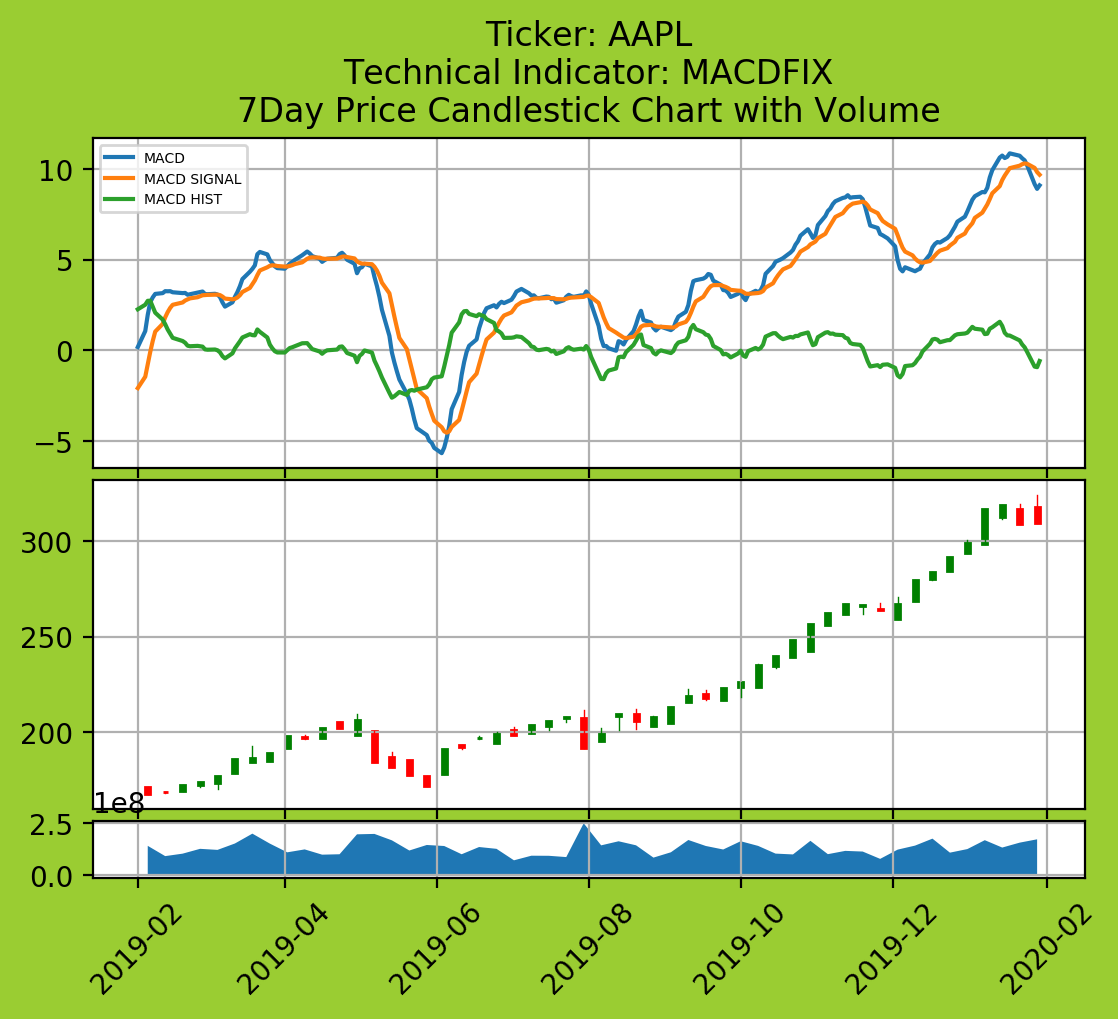 Ticker: AAPL
Technical Indicator: MACDFIX
7Day Price Candlestick Chart with Volume
MACD
MACD SIGNAL
MACD HIST
10
5
0
−5
300
250
200
1e8
2.5
0.0
2019-02
2019-04
2019-06
2019-08
2019-10
2019-12
2020-02